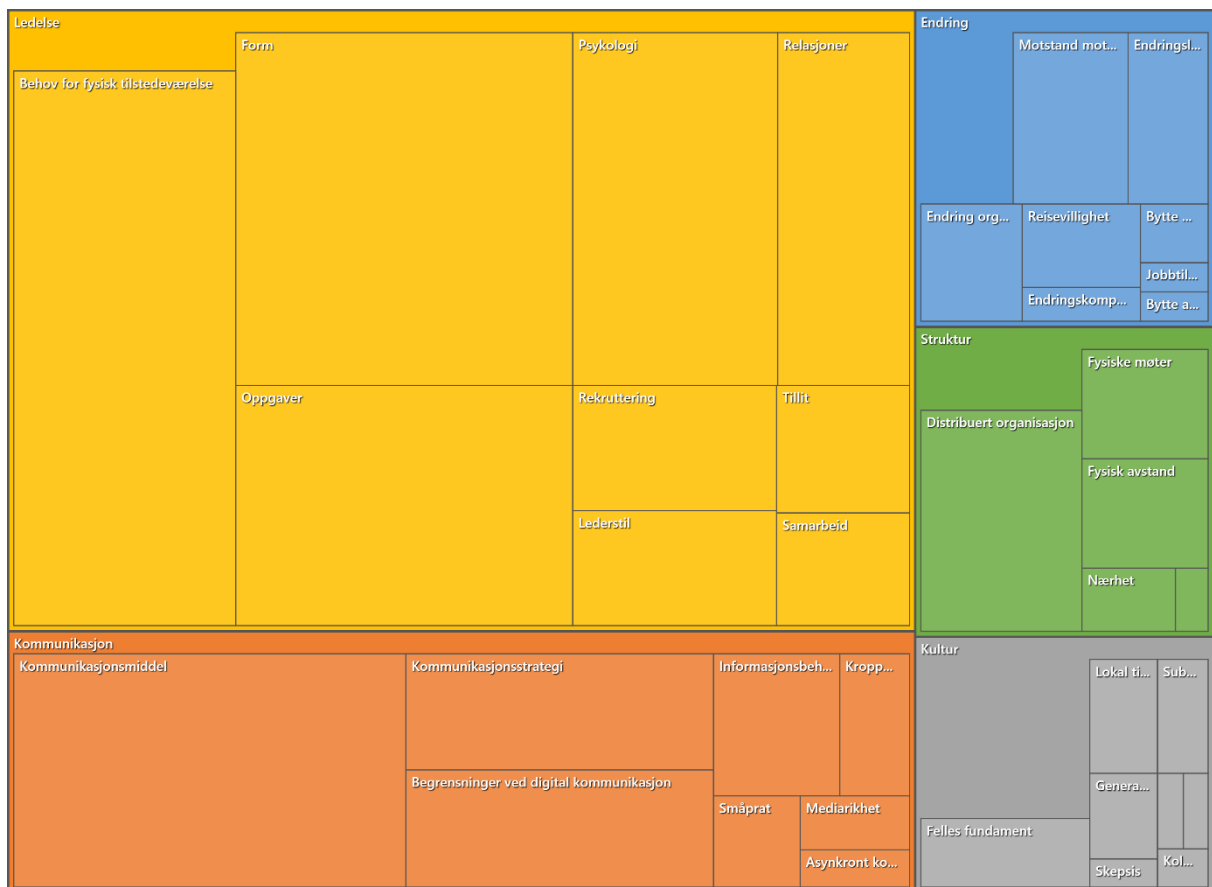 Ledelse
Behov for fysisk tilstedeværelse
Form
Psykologi
Relasjoner
Oppgaver
Rekruttering
Tillit
Lederstil
Samarbeid
Kommunikasjon
Kommunikasjonsmiddel
Kommunikasjonsstrategi
Begrensninger ved digital kommunikasjon
Informasjonsbeh...
Kropp...
Småprat
Mediarikhet
Asynkront ko...
Endring
Motstand mot...
Endringsl...
Endring org...
Reisevillighet
Endringskomp...
Bytte ...
Jobbtil...
Bytte a...
Struktur
Distribuert organisasjon
Fysiske møter
Fysisk avstand
Nærhet
Kultur
Felles fundament
Lokal ti...
Sub...
Genera...
Skepsis
Kol...